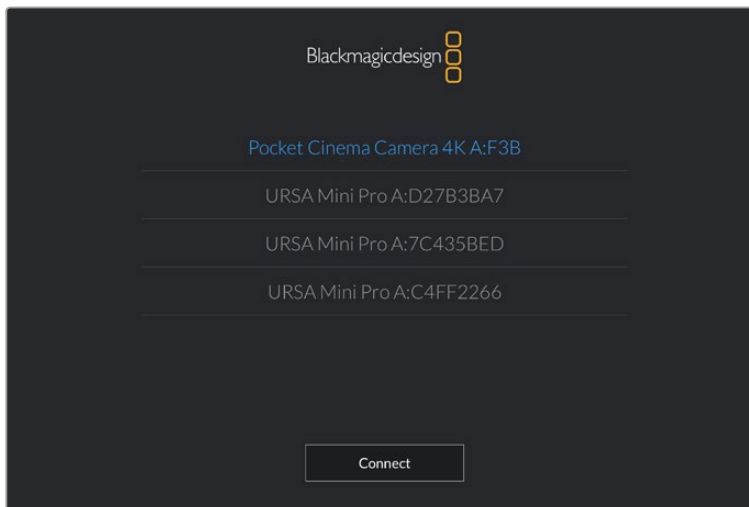 Blackmagicdesign
Pocket Cinema Camera 4K A:F3B
URSA Mini Pro A:D27B3BA7
URSA Mini Pro A:7C435BED
URSA Mini Pro A:C4FF2266
Connect